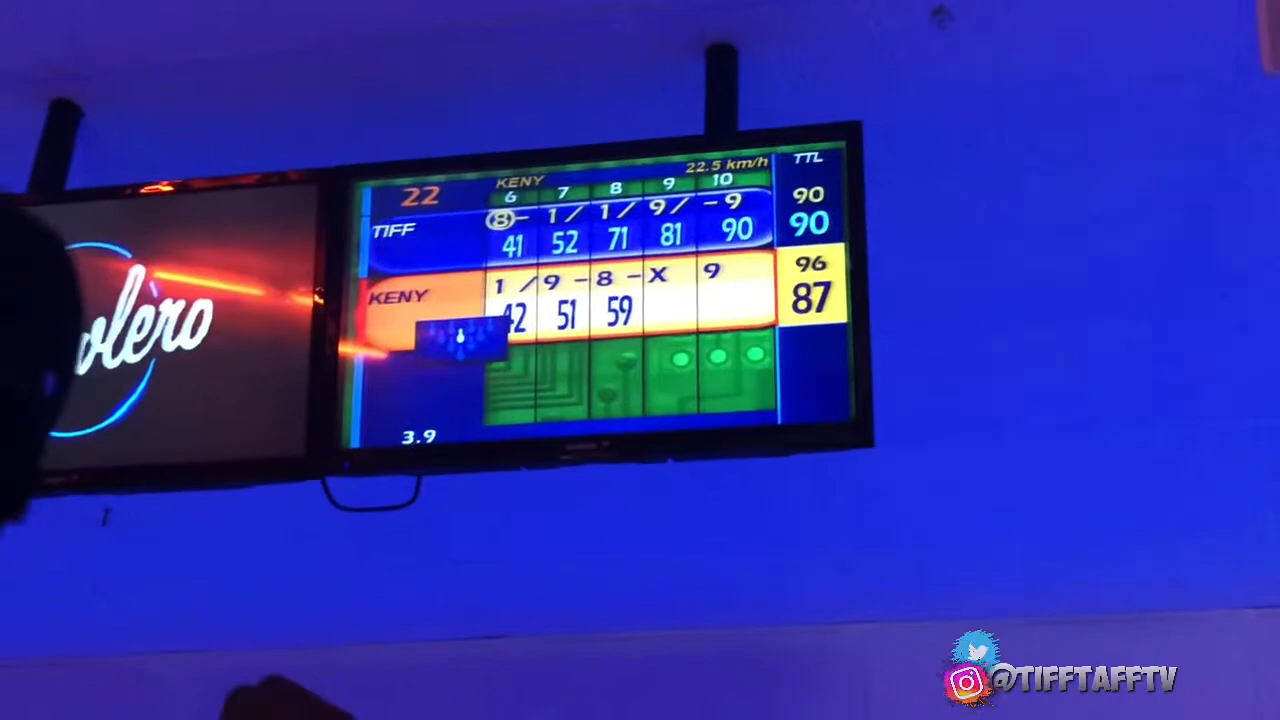 22 KENY 22.5 km/h TTL
6 7 8 9 10
TIFF 8- 1/ 1/ 9/ -9 90
41 52 71 81 90 90
KENY 1/ 9- 8- X 9 96
42 51 59 87
3.9
@TIFFTAFFTV